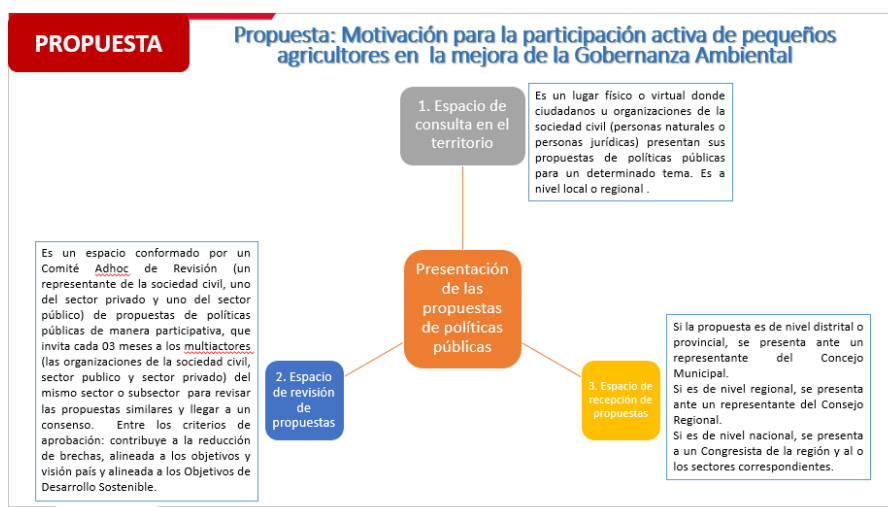 PROPUESTA
Propuesta: Motivación para la participación activa de pequeños
agricultores en la mejora de la Gobernanza Ambiental
1. Espacio de
consulta en el
territorio
Es un lugar físico o virtual donde
ciudadanos u organizaciones de la
sociedad civil (personas naturales o
personas jurídicas) presentan sus
propuestas de políticas públicas
para un determinado tema. Es a
nivel local o regional .
Presentación
de las
propuestas
de políticas
públicas
Es un espacio conformado por un
Comité Adhoc de Revisión (un
representante de la sociedad civil, uno
del sector privado y uno del sector
público) de propuestas de políticas
públicas de manera participativa, que
invita cada 03 meses a los multiactores
(las organizaciones de la sociedad civil,
sector publico y sector privado) del
mismo sector o subsector para revisar
las propuestas similares y llegar a un
consenso. Entre los criterios de
aprobación: contribuye a la reducción
de brechas, alineada a los objetivos y
visión país y alineada a los Objetivos de
Desarrollo Sostenible.
2. Espacio
de revisión
de
propuestas
3. Espacio de
recepción de
propuestas
Si la propuesta es de nivel distrital o
provincial, se presenta ante un
representante del Concejo
Municipal.
Si es de nivel regional, se presenta
ante un representante del Consejo
Regional.
Si es de nivel nacional, se presenta
a un Congresista de la región y al o
los sectores correspondientes.